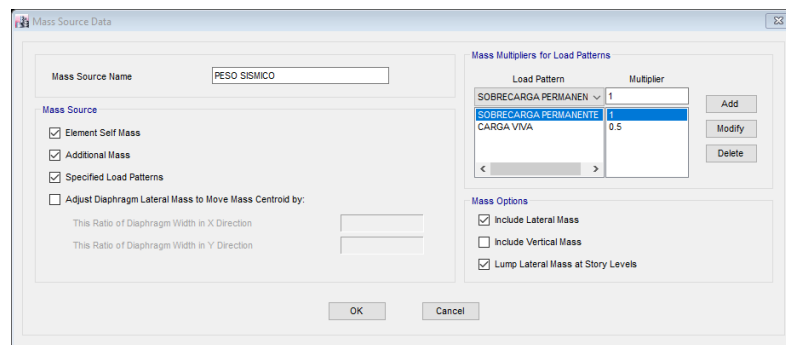 Mass Source Data
Mass Source Name
PESO SISMICO
Mass Source
Element Self Mass
Additional Mass
Specified Load Patterns
Adjust Diaphragm Lateral Mass to Move Mass Centroid by:
This Ratio of Diaphragm Width in X Direction
This Ratio of Diaphragm Width in Y Direction
Mass Multipliers for Load Patterns
Load Pattern Multiplier
SOBRECARGA PERMANEN 1
SOBRECARGA PERMANENTE 1
CARGA VIVA 0.5
Add
Modify
Delete
Mass Options
Include Lateral Mass
Include Vertical Mass
Lump Lateral Mass at Story Levels
OK Cancel